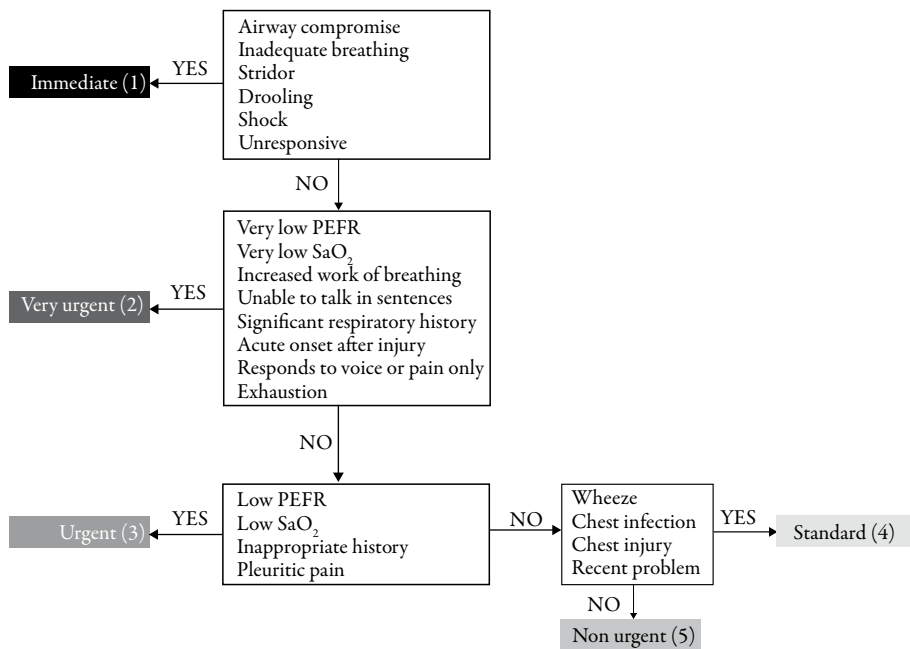 Airway compromise
Inadequate breathing
Stridor
Drooling
Shock
Unresponsive
YES
Immediate (1)
NO
Very low PEFR
Very low SaO₂
Increased work of breathing
Unable to talk in sentences
Significant respiratory history
Acute onset after injury
Responds to voice or pain only
Exhaustion
YES
Very urgent (2)
NO
Low PEFR
Low SaO₂
Inappropriate history
Pleuritic pain
YES
Urgent (3)
NO
Wheeze
Chest infection
Chest injury
Recent problem
YES
Standard (4)
NO
Non urgent (5)